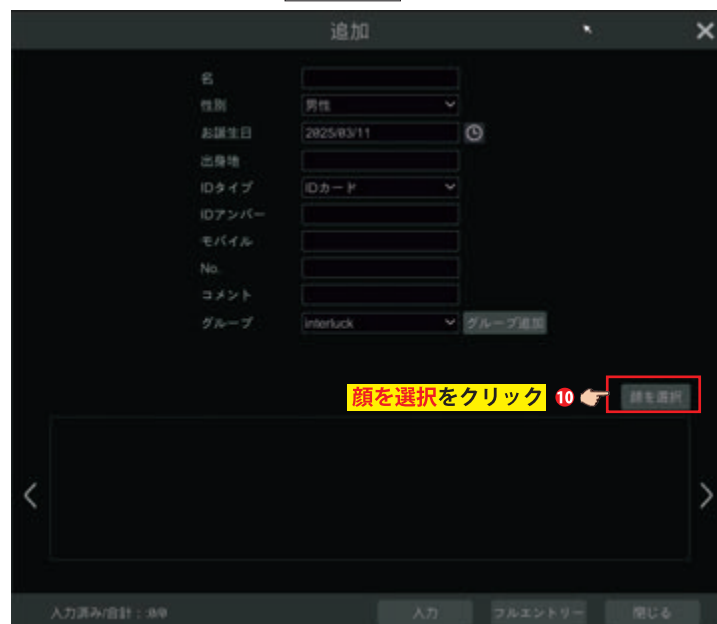 追加
名
性別 男性
お誕生日 2025/03/11
出身地
IDタイプ IDカード
IDアンバー
モバイル
No.
コメント
グループ interluck グループ追加
顔を選択をクリック ⑩ 顔を選択
入力済み/合計：:0/0 入力 フルエントリー 閉じる